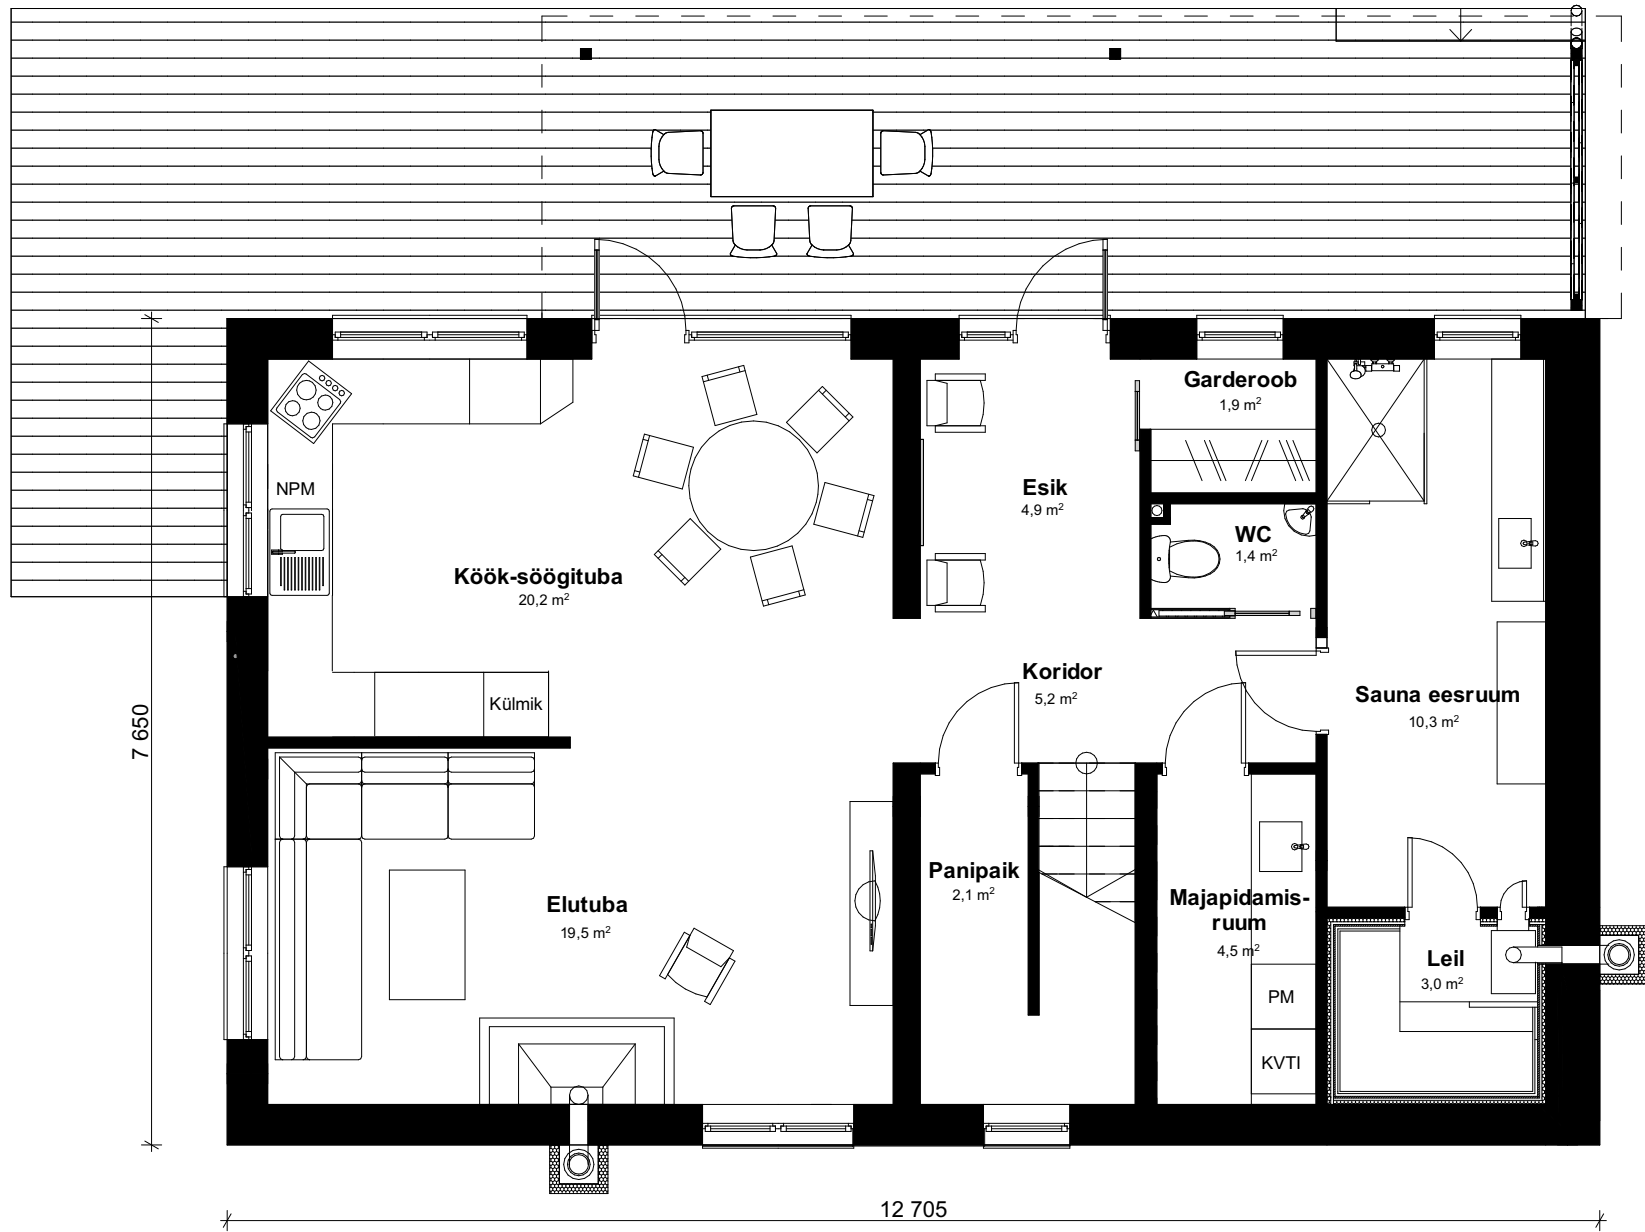 Garderoob
1,9 m²
NPM
Esik
4,9 m²
WC
1,4 m²
Köök-söögituba
20,2 m²
Koridor
5,2 m²
Sauna eesruum
10,3 m²
Külmik
7 650
Panipaik
2,1 m²
Majapidamis-
ruum
4,5 m²
Elutuba
19,5 m²
Leil
3,0 m²
PM
KVTI
12 705